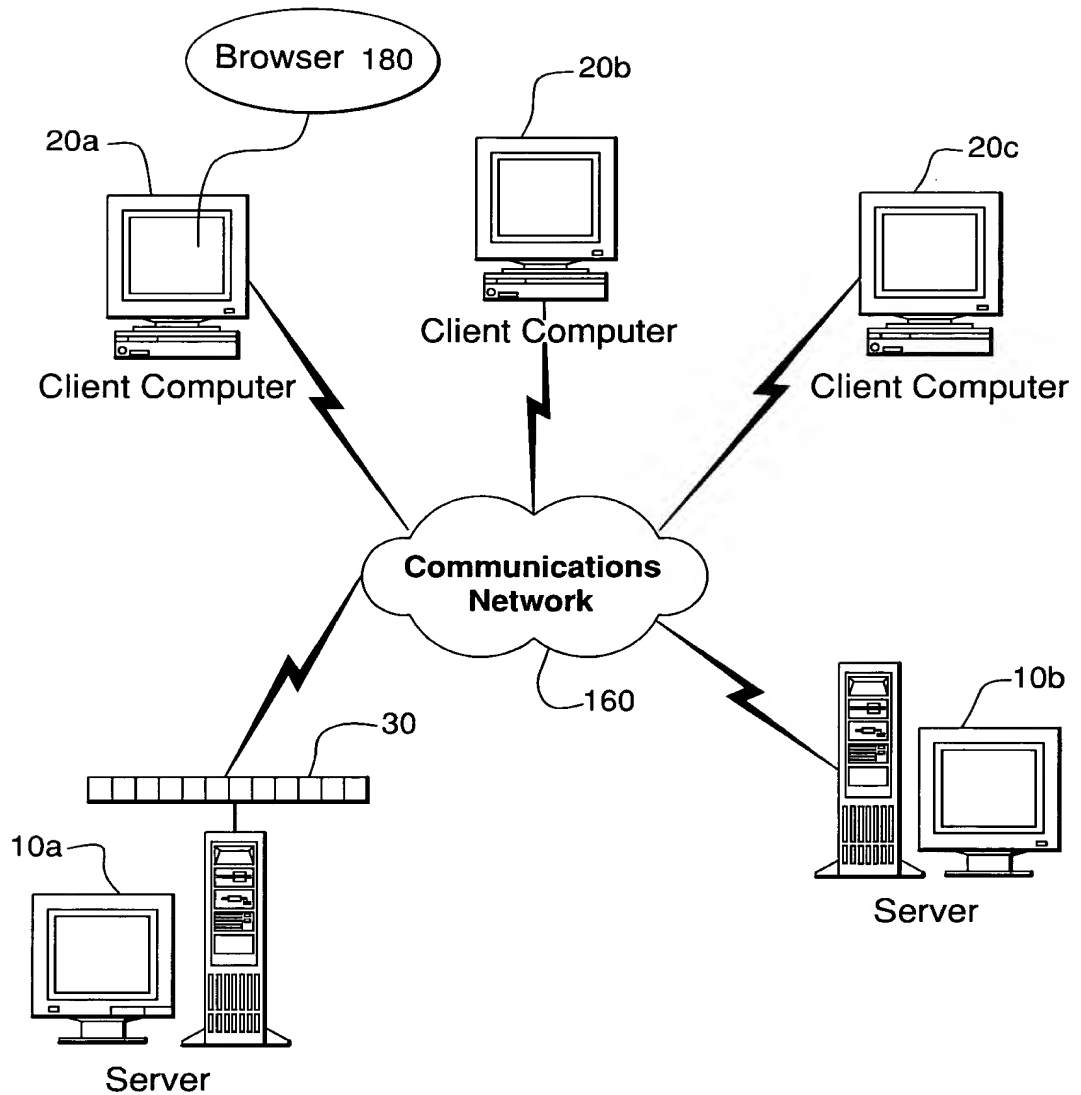 Browser 180
20b
20a
20c
Client Computer
Client Computer
Client Computer
Communications
Network
160
10b
30
10a
Server
Server